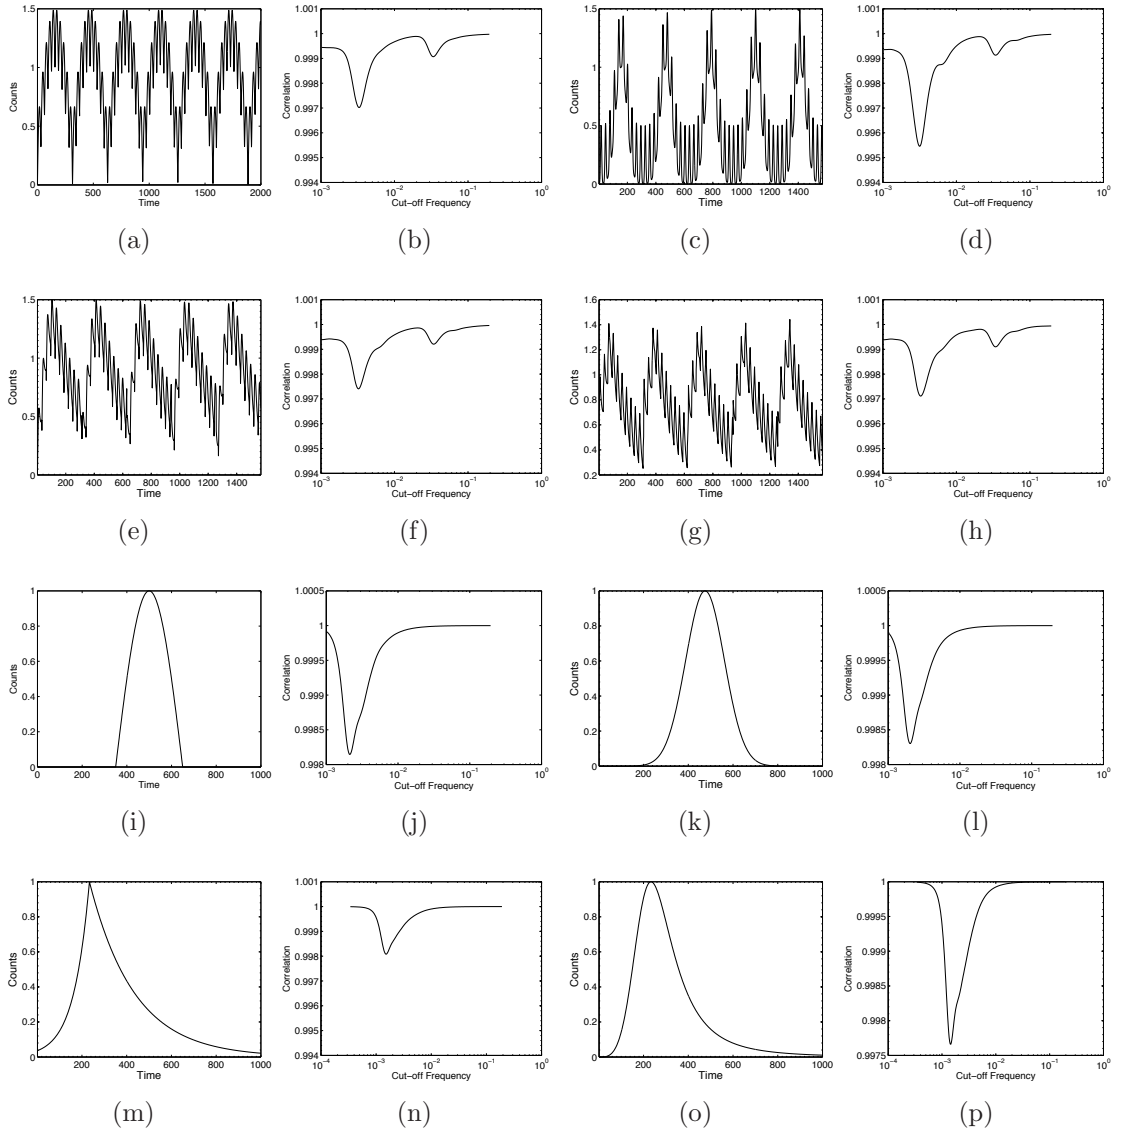 1.5
1
0.5
0
Counts
0 500 1000 1500 2000
Time
(a)
1.001
1
0.999
0.998
0.997
0.996
0.995
0.994
Correlation
10⁻³ 10⁻² 10⁻¹ 10⁰
Cut-off Frequency
(b)
1.5
1
0.5
0
Counts
200 400 600 800 1000 1200 1400
Time
(c)
1.001
1
0.999
0.998
0.997
0.996
0.995
0.994
Correlation
10⁻³ 10⁻² 10⁻¹ 10⁰
Cut-off Frequency
(d)
1.5
1
0.5
0
Counts
200 400 600 800 1000 1200 1400
Time
(e)
1.001
1
0.999
0.998
0.997
0.996
0.995
0.994
Correlation
10⁻³ 10⁻² 10⁻¹ 10⁰
Cut-off Frequency
(f)
1.6
1.4
1.2
1
0.8
0.6
0.4
0.2
Counts
200 400 600 800 1000 1200 1400
Time
(g)
1.001
1
0.999
0.998
0.997
0.996
0.995
0.994
Correlation
10⁻³ 10⁻² 10⁻¹ 10⁰
Cut-off Frequency
(h)
1
0.8
0.6
0.4
0.2
0
Counts
0 200 400 600 800 1000
Time
(i)
1.0005
1
0.9995
0.999
0.9985
0.998
Correlation
10⁻³ 10⁻² 10⁻¹ 10⁰
Cut-off Frequency
(j)
1
0.8
0.6
0.4
0.2
0
Counts
200 400 600 800 1000
Time
(k)
1.0005
1
0.9995
0.999
0.9985
0.998
Correlation
10⁻³ 10⁻² 10⁻¹ 10⁰
Cut-off Frequency
(l)
1
0.8
0.6
0.4
0.2
0
Counts
200 400 600 800 1000
Time
(m)
1.001
1
0.999
0.998
0.997
0.996
0.995
0.994
Correlation
10⁻⁴ 10⁻³ 10⁻² 10⁻¹ 10⁰
Cut-off Frequency
(n)
1
0.8
0.6
0.4
0.2
0
Counts
200 400 600 800 1000
Time
(o)
1
0.9995
0.999
0.9985
0.998
0.9975
Correlation
10⁻⁴ 10⁻³ 10⁻² 10⁻¹ 10⁰
Cut-off Frequency
(p)